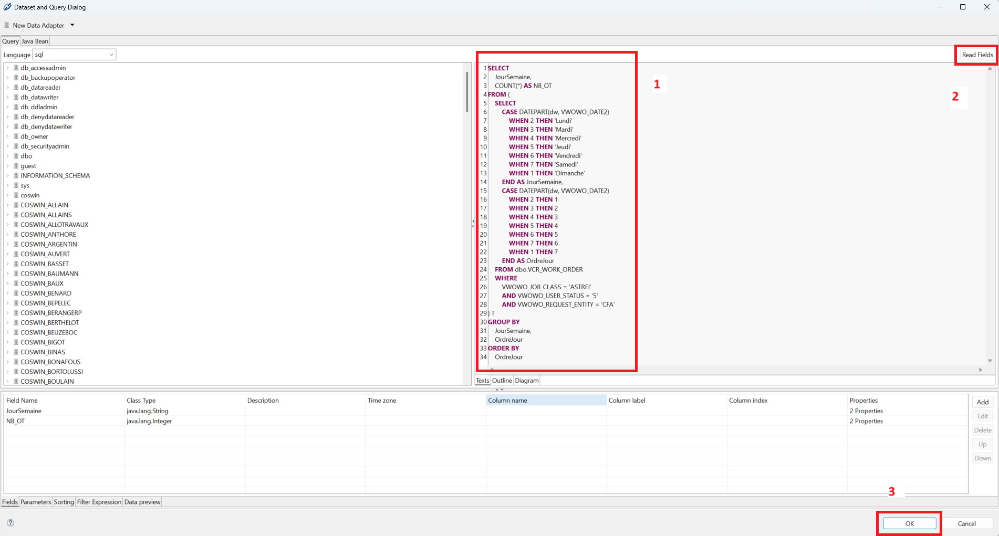 Dataset and Query Dialog
New Data Adapter
Query Java Bean
Language sql
Read Fields
db_accessadmin
db_backupoperator
db_datareader
db_datawriter
db_ddladmin
db_denydatareader
db_denydatawriter
db_owner
db_securityadmin
dbo
guest
INFORMATION_SCHEMA
sys
coswin
COSWIN_ALLAIN
COSWIN_ALLAINS
COSWIN_ALLOTRAVAUX
COSWIN_ANTHORE
COSWIN_ARGENTIN
COSWIN_AUVERT
COSWIN_BASSET
COSWIN_BAUMANN
COSWIN_BAUX
COSWIN_BENARD
COSWIN_BEPELEC
COSWIN_BERANGERP
COSWIN_BERTHELOT
COSWIN_BEUZEBOC
COSWIN_BIGOT
COSWIN_BINAS
COSWIN_BONAFOUS
COSWIN_BORTOLUSSI
COSWIN_BOULAIN
1 SELECT
2 JourSemaine,
3 COUNT(*) AS NB_OT
4 FROM (
5 SELECT
6 CASE DATEPART(dw, VWOWO_DATE2)
7 WHEN 2 THEN 'Lundi'
8 WHEN 3 THEN 'Mardi'
9 WHEN 4 THEN 'Mercredi'
10 WHEN 5 THEN 'Jeudi'
11 WHEN 6 THEN 'Vendredi'
12 WHEN 7 THEN 'Samedi'
13 WHEN 1 THEN 'Dimanche'
14 END AS JourSemaine,
15 CASE DATEPART(dw, VWOWO_DATE2)
16 WHEN 2 THEN 1
17 WHEN 3 THEN 2
18 WHEN 4 THEN 3
19 WHEN 5 THEN 4
20 WHEN 6 THEN 5
21 WHEN 7 THEN 6
22 WHEN 1 THEN 7
23 END AS OrdreJour
24 FROM dbo.VCR_WORK_ORDER
25 WHERE
26 VWOWO_JOB_CLASS = 'ASTREI'
27 AND VWOWO_USER_STATUS = '5'
28 AND VWOWO_REQUEST_ENTITY = 'CFA'
29 ) T
30 GROUP BY
31 JourSemaine,
32 OrdreJour
33 ORDER BY
34 OrdreJour
1
2
Texts Outline Diagram
Field Name Class Type Description Time zone Column name Column label Column index Properties
JourSemaine java.lang.String 2 Properties
NB_OT java.lang.Integer 2 Properties
Add
Edit
Delete
Up
Down
3
Fields Parameters Sorting Filter Expression Data preview
OK Cancel